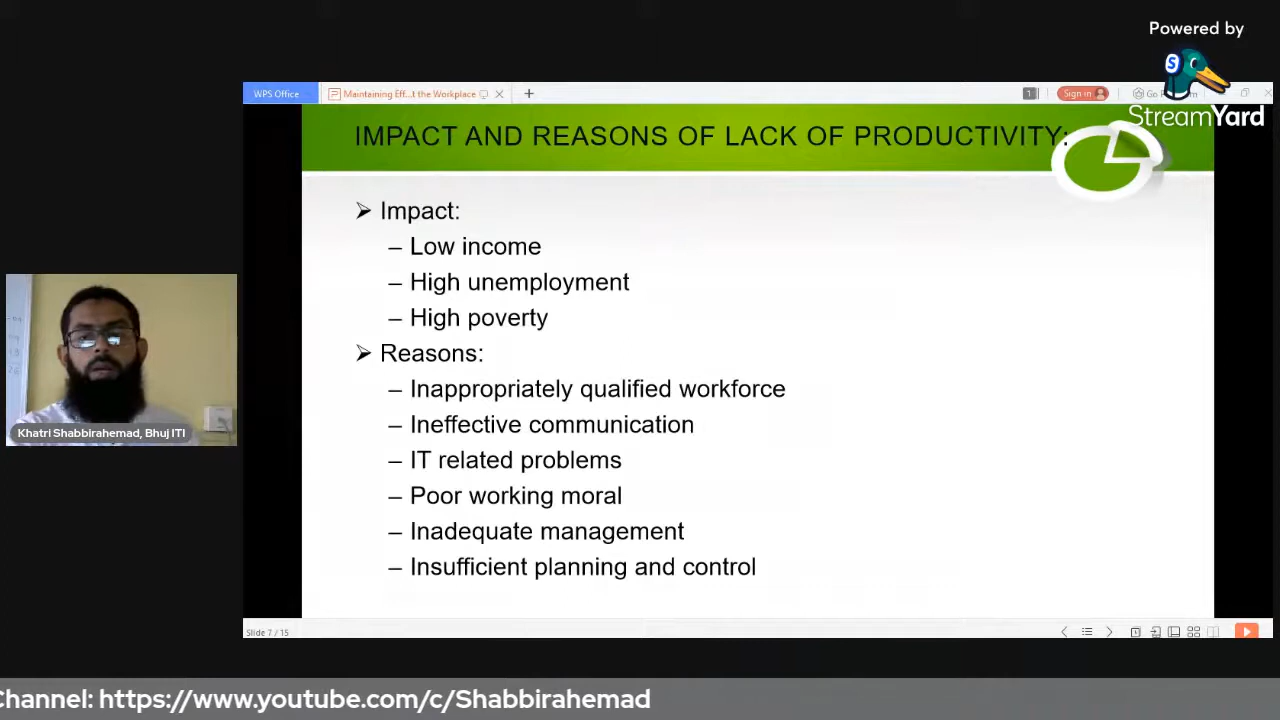 Powered by
StreamYard
WPS Office
Maintaining Eff...t the Workplace
1
Sign in
Go
IMPACT AND REASONS OF LACK OF PRODUCTIVITY:
Impact:
– Low income
– High unemployment
– High poverty
Reasons:
– Inappropriately qualified workforce
– Ineffective communication
– IT related problems
– Poor working moral
– Inadequate management
– Insufficient planning and control
Khatri Shabbirahemad, Bhuj ITI
Slide 7 / 15
Channel: https://www.youtube.com/c/Shabbirahemad